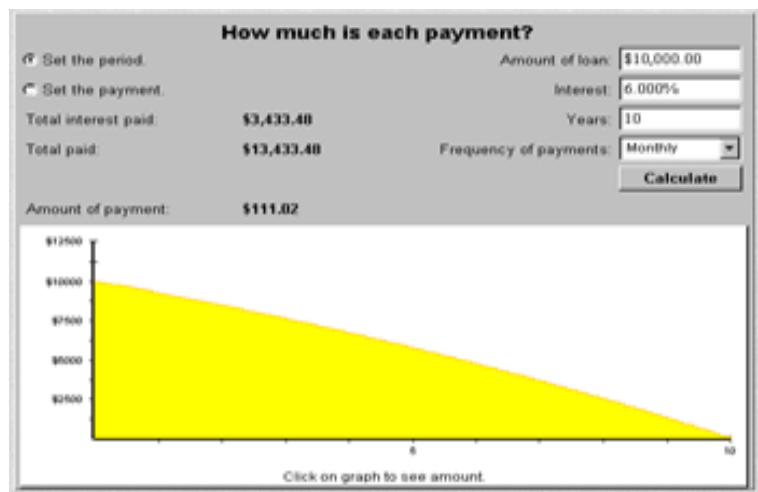 How much is each payment?
Set the period.
Amount of loan: $10,000.00
Set the payment.
Interest: 6.000%
Total interest paid: $3,433.48
Years: 10
Total paid: $13,433.48
Frequency of payments: Monthly
Calculate
Amount of payment: $111.02
$12500
$10000
$7500
$5000
$2500
5 10
Click on graph to see amount.